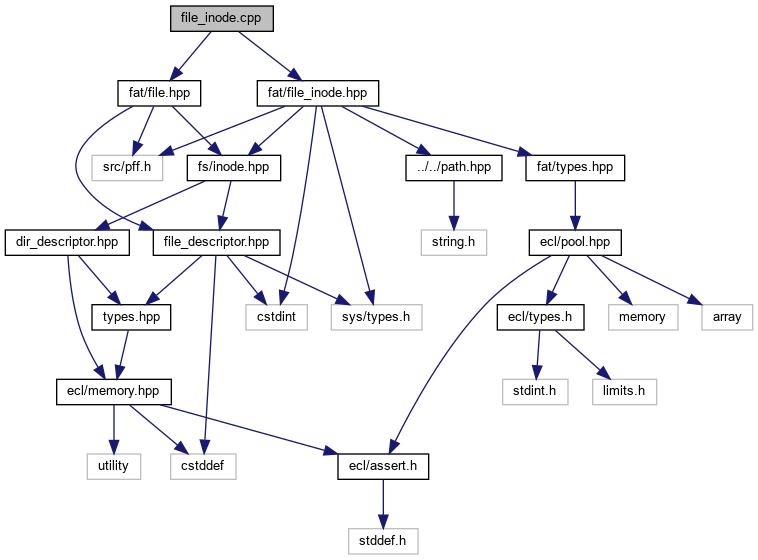 file_inode.cpp
fat/file.hpp
fat/file_inode.hpp
src/pff.h
fs/inode.hpp
../../path.hpp
fat/types.hpp
dir_descriptor.hpp
file_descriptor.hpp
string.h
ecl/pool.hpp
types.hpp
cstdint
sys/types.h
ecl/types.h
memory
array
ecl/memory.hpp
stdint.h
limits.h
utility
cstddef
ecl/assert.h
stddef.h